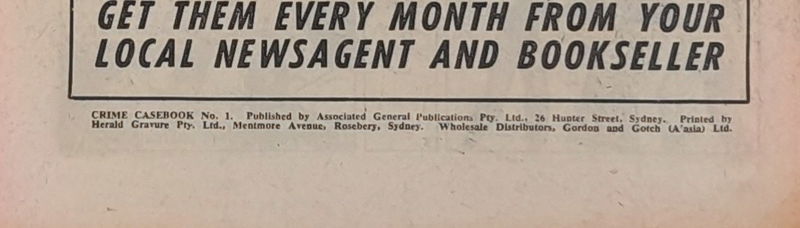 GET THEM EVERY MONTH FROM YOUR
LOCAL NEWSAGENT AND BOOKSELLER
CRIME CASEBOOK No. 1. Published by Associated General Publications Pty. Ltd., 26 Hunter Street, Sydney. Printed by
Herald Gravure Pty. Ltd., Mentmore Avenue, Rosebery, Sydney. Wholesale Distributors, Gordon and Gotch (A'asia) Ltd.